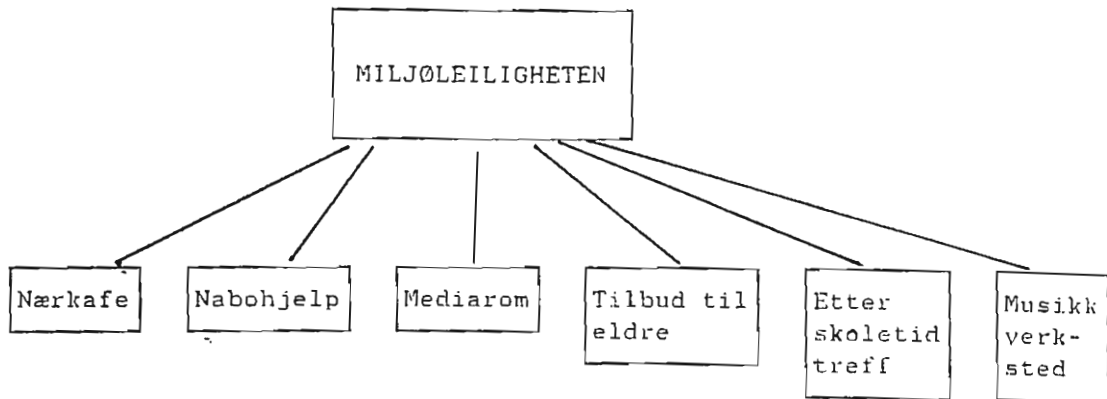 MILJØLEILIGHETEN
Nærkafe
Nabohjelp
Mediarom
Tilbud til
eldre
Etter
skoletid
treff
Musikk
verk-
sted